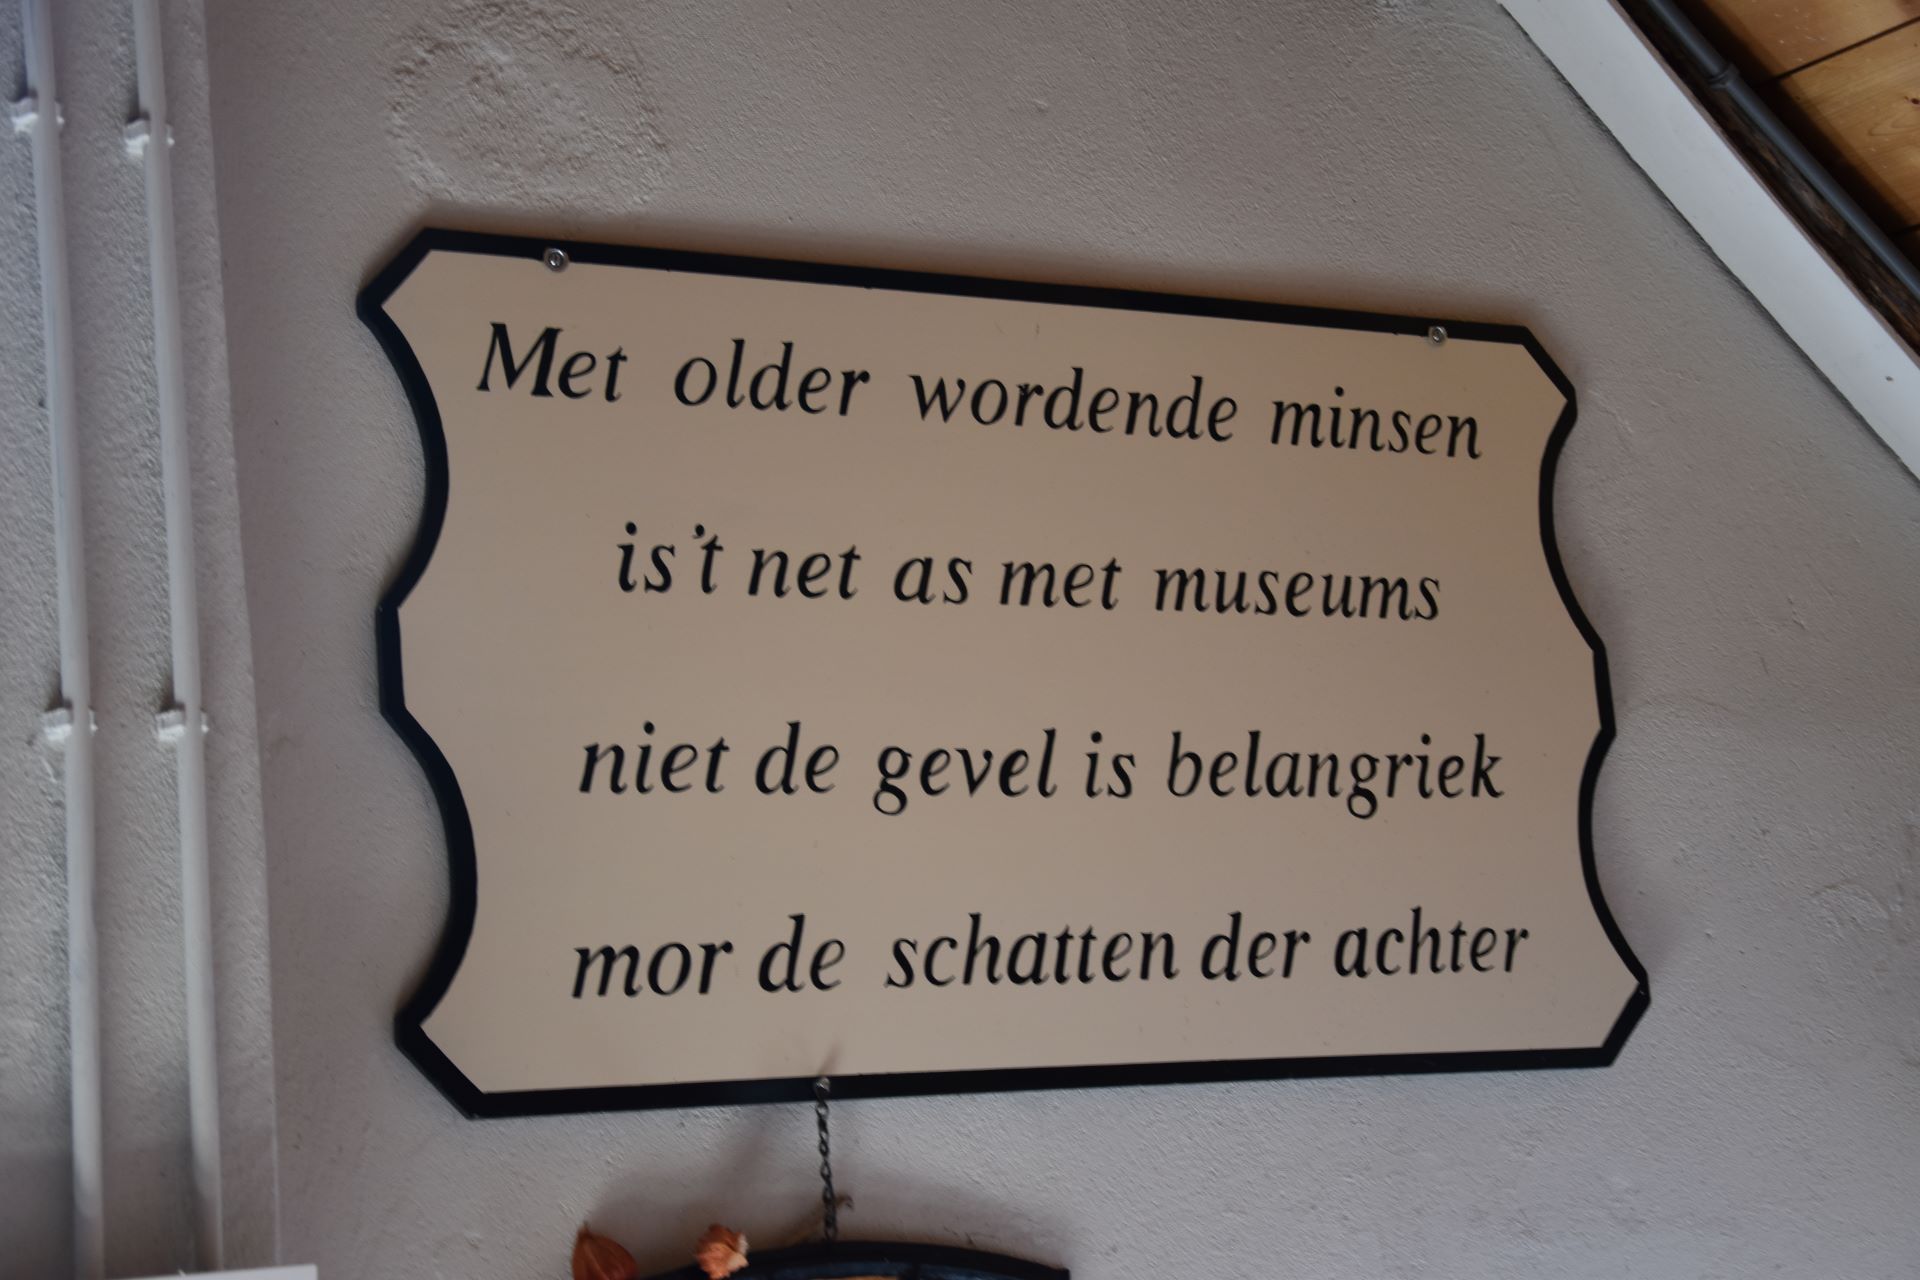 Met older wordende minsen
is 't net as met museums
niet de gevel is belangriek
mor de schatten der achter